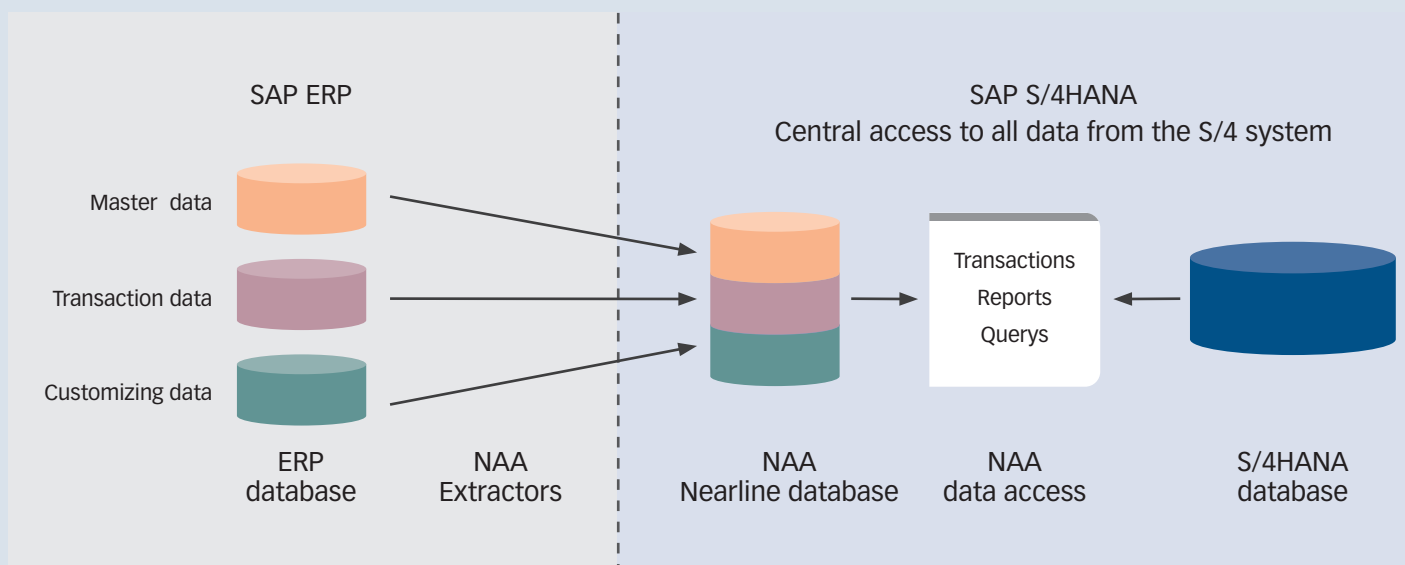 SAP ERP
Master data
Transaction data
Customizing data
ERP
database
NAA
Extractors
SAP S/4HANA
Central access to all data from the S/4 system
Transactions
Reports
Querys
NAA
Nearline database
NAA
data access
S/4HANA
database